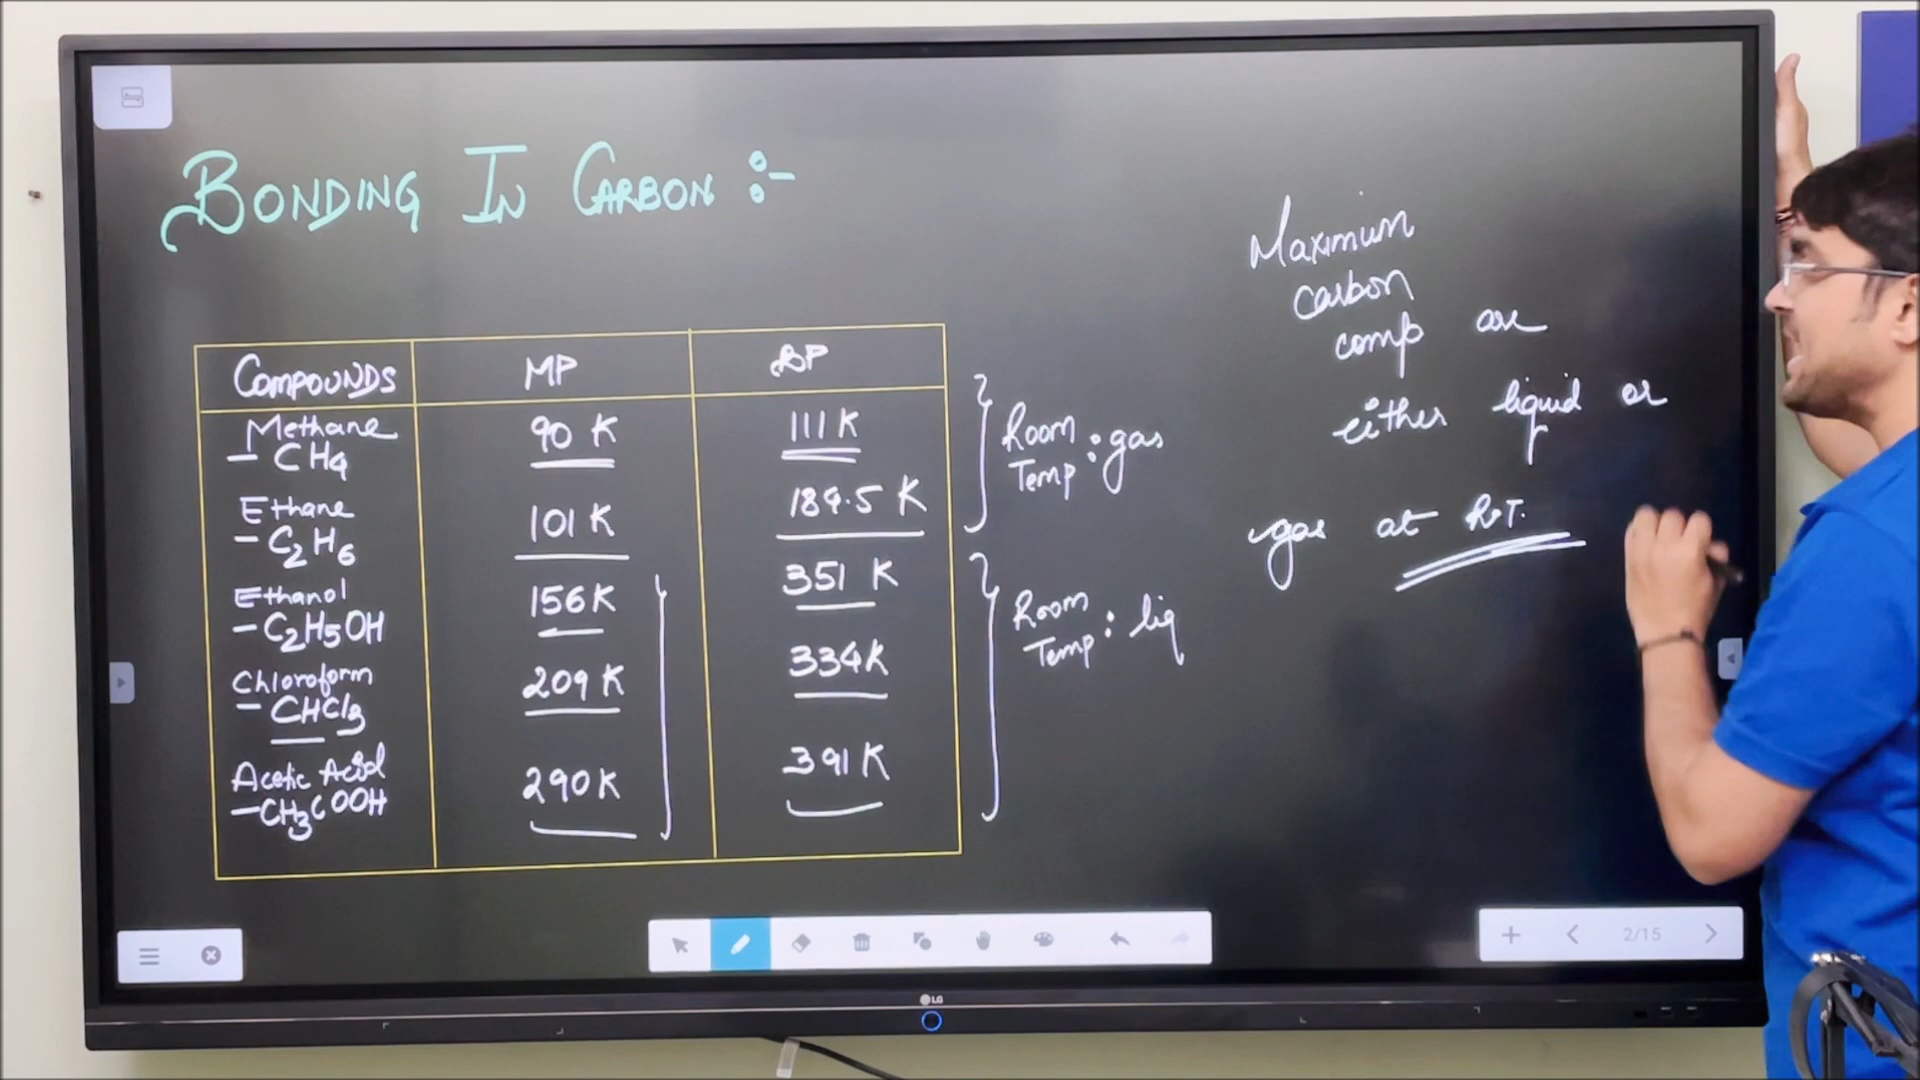 BONDING IN CARBON :-
COMPOUNDS MP BP
Methane 90 K 111 K
- CH4
Ethane 101 K 184.5 K
- C2H6
Ethanol 156 K 351 K
- C2H5OH
Chloroform 209 K 334 K
- CHCl3
Acetic Acid 290 K 391 K
- CH3COOH
Room
Temp : gas
Room
Temp : liq
Maximum
carbon
comp are
either liquid or
gas at R.T.
2/15
LG